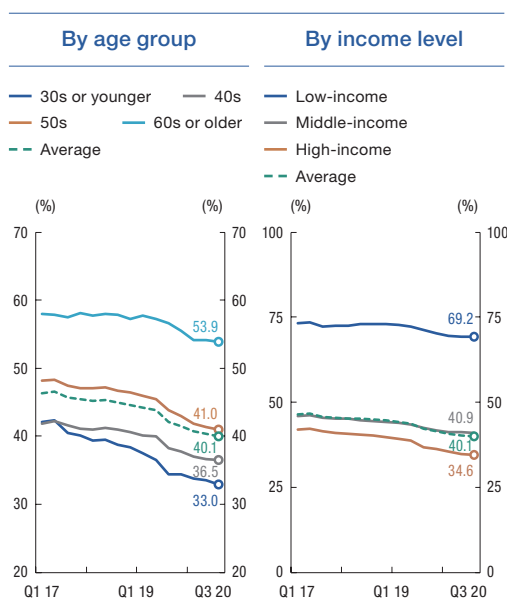 By age group
30s or younger
40s
50s
60s or older
Average
(%)
(%)
70
70
60
60
50
50
40
40
30
30
20
20
53.9
41.0
40.1
36.5
33.0
Q1 17
Q1 19
Q3 20
By income level
Low-income
Middle-income
High-income
Average
(%)
(%)
100
100
75
75
50
50
25
25
0
0
69.2
40.9
40.1
34.6
Q1 17
Q1 19
Q3 20